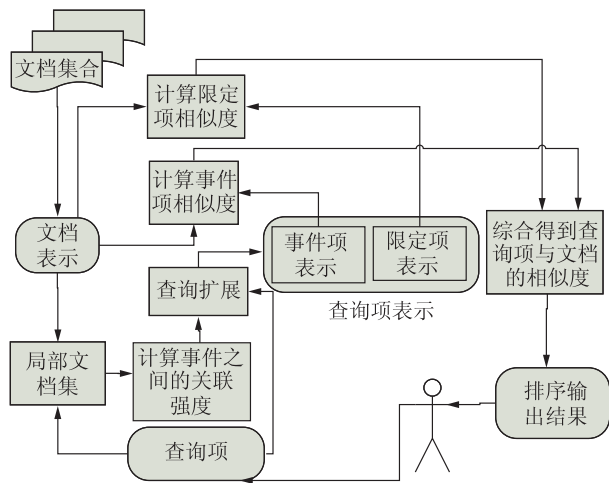 文档集合
计算限定
项相似度
计算事件
项相似度
文档
表示
事件项
表示
限定项
表示
综合得到查
询项与文档
的相似度
查询扩展
查询项表示
局部文
档集
计算事件之
间的关联
强度
排序输
出结果
查询项